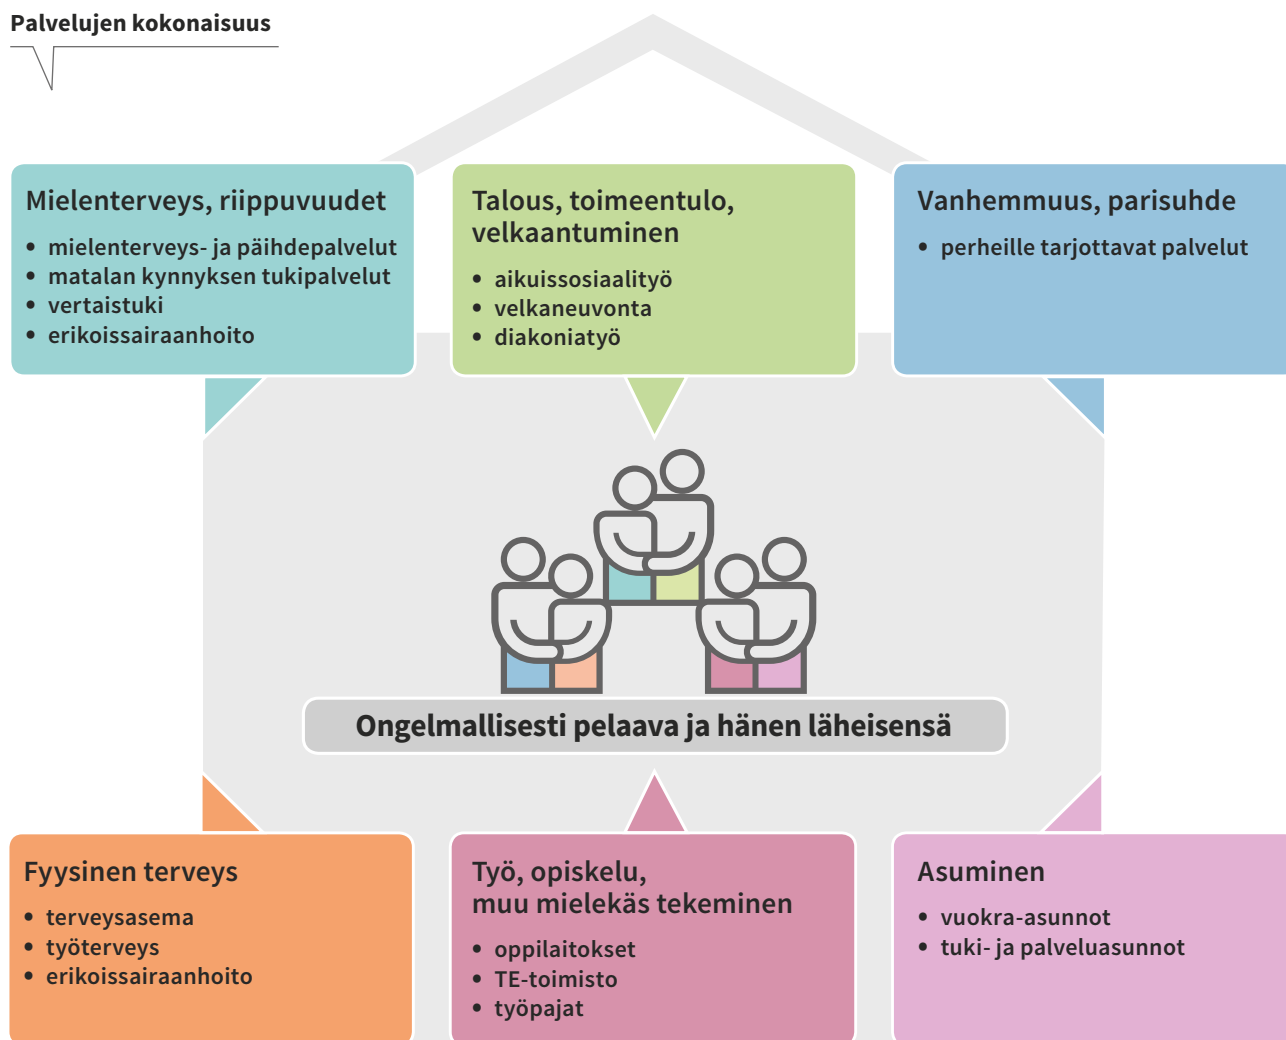 Palvelujen kokonaisuus
Mielenterveys, riippuvuudet
• mielenterveys- ja päihdepalvelut
• matalan kynnyksen tukipalvelut
• vertaistuki
• erikoissairaanhoito
Talous, toimeentulo,
velkaantuminen
• aikuissosiaalityö
• velkaneuvonta
• diakoniatyö
Vanhemmuus, parisuhde
• perheille tarjottavat palvelut
Ongelmallisesti pelaava ja hänen läheisensä
Fyysinen terveys
• terveysasema
• työterveys
• erikoissairaanhoito
Työ, opiskelu,
muu mielekäs tekeminen
• oppilaitokset
• TE-toimisto
• työpajat
Asuminen
• vuokra-asunnot
• tuki- ja palveluasunnot